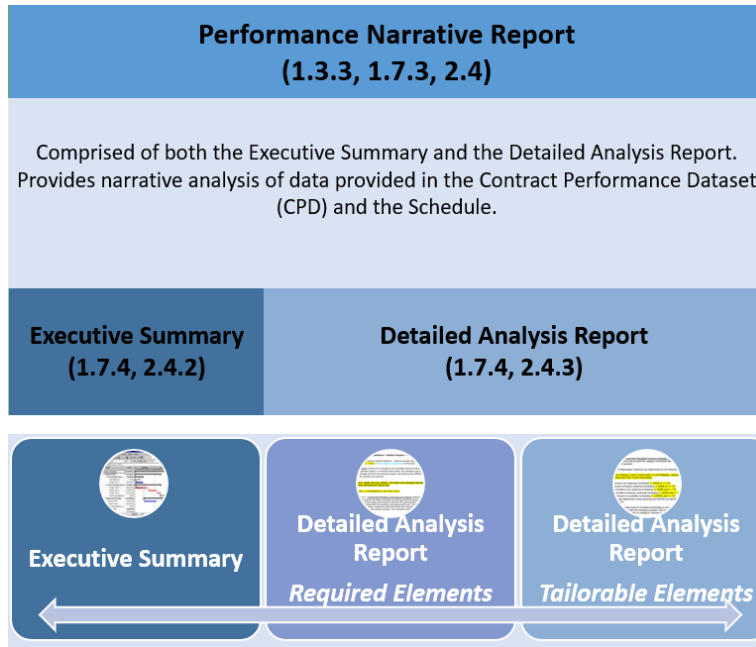 Performance Narrative Report
(1.3.3, 1.7.3, 2.4)
Comprised of both the Executive Summary and the Detailed Analysis Report.
Provides narrative analysis of data provided in the Contract Performance Dataset
(CPD) and the Schedule.
Executive Summary
(1.7.4, 2.4.2)
Detailed Analysis Report
(1.7.4, 2.4.3)
Executive Summary
Detailed Analysis
Report
Required Elements
Detailed Analysis
Report
Tailorable Elements